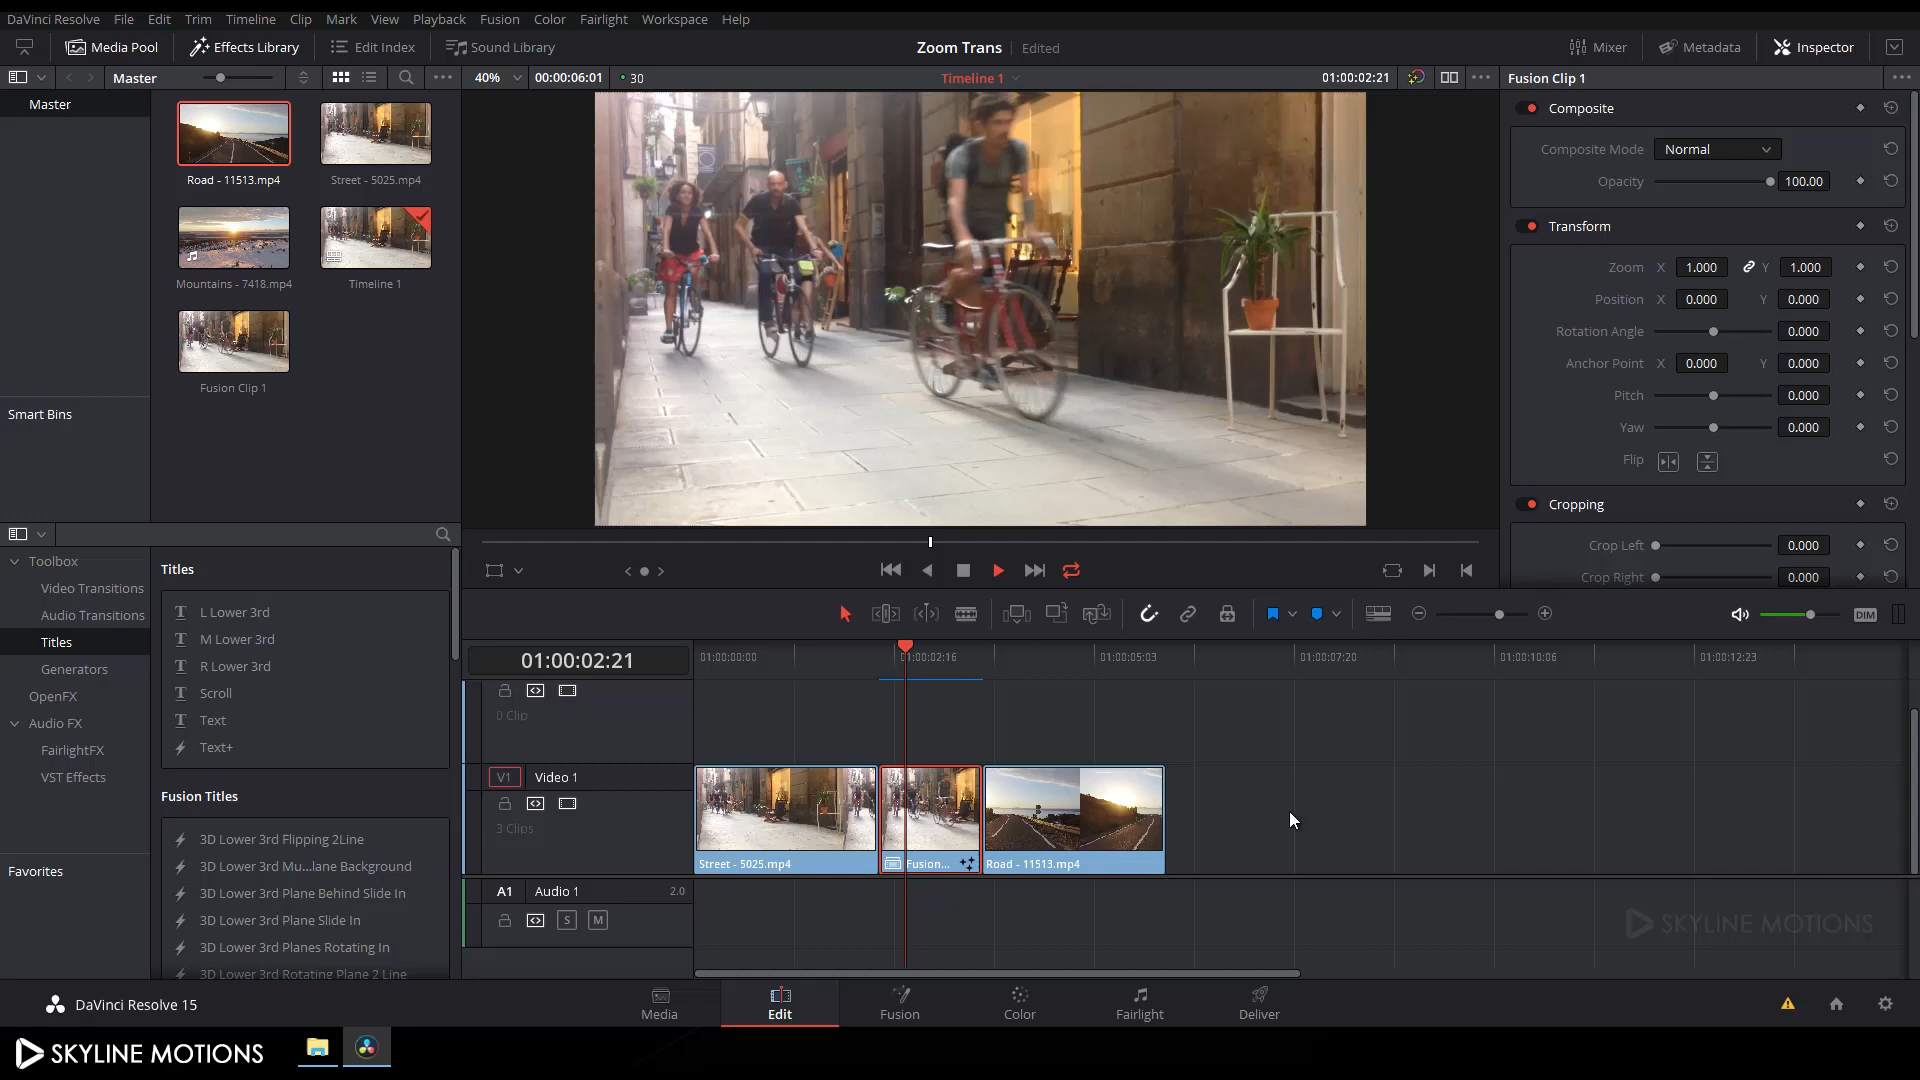 DaVinci Resolve File Edit Trim Timeline Clip Mark View Playback Fusion Color Fairlight Workspace Help
Media Pool Effects Library Edit Index Sound Library Zoom Trans Edited Mixer Metadata Inspector
Master 40% 00:00:06:01 30 Timeline 1 01:00:02:21 Fusion Clip 1
Master
Road - 11513.mp4 Street - 5025.mp4
Mountains - 7418.mp4 Timeline 1
Fusion Clip 1
Smart Bins
Composite
Composite Mode Normal
Opacity 100.00
Transform
Zoom X 1.000 Y 1.000
Position X 0.000 Y 0.000
Rotation Angle 0.000
Anchor Point X 0.000 Y 0.000
Pitch 0.000
Yaw 0.000
Flip
Cropping
Crop Left 0.000
Crop Right 0.000
Toolbox
Video Transitions
Audio Transitions
Titles
Generators
OpenFX
Audio FX
FairlightFX
VST Effects
Favorites
Titles
L Lower 3rd
M Lower 3rd
R Lower 3rd
Scroll
Text
Text+
Fusion Titles
3D Lower 3rd Flipping 2Line
3D Lower 3rd Mu...lane Background
3D Lower 3rd Plane Behind Slide In
3D Lower 3rd Plane Slide In
3D Lower 3rd Planes Rotating In
3D Lower 3rd Rotating Plane 2 Line
DIM
01:00:02:21 01:00:00:00 01:00:02:16 01:00:05:03 01:00:07:20 01:00:10:06 01:00:12:23
0 Clip
V1 Video 1
3 Clips
Street - 5025.mp4 Fusion... Road - 11513.mp4
A1 Audio 1 2.0
S M
SKYLINE MOTIONS
DaVinci Resolve 15 Media Edit Fusion Color Fairlight Deliver
SKYLINE MOTIONS